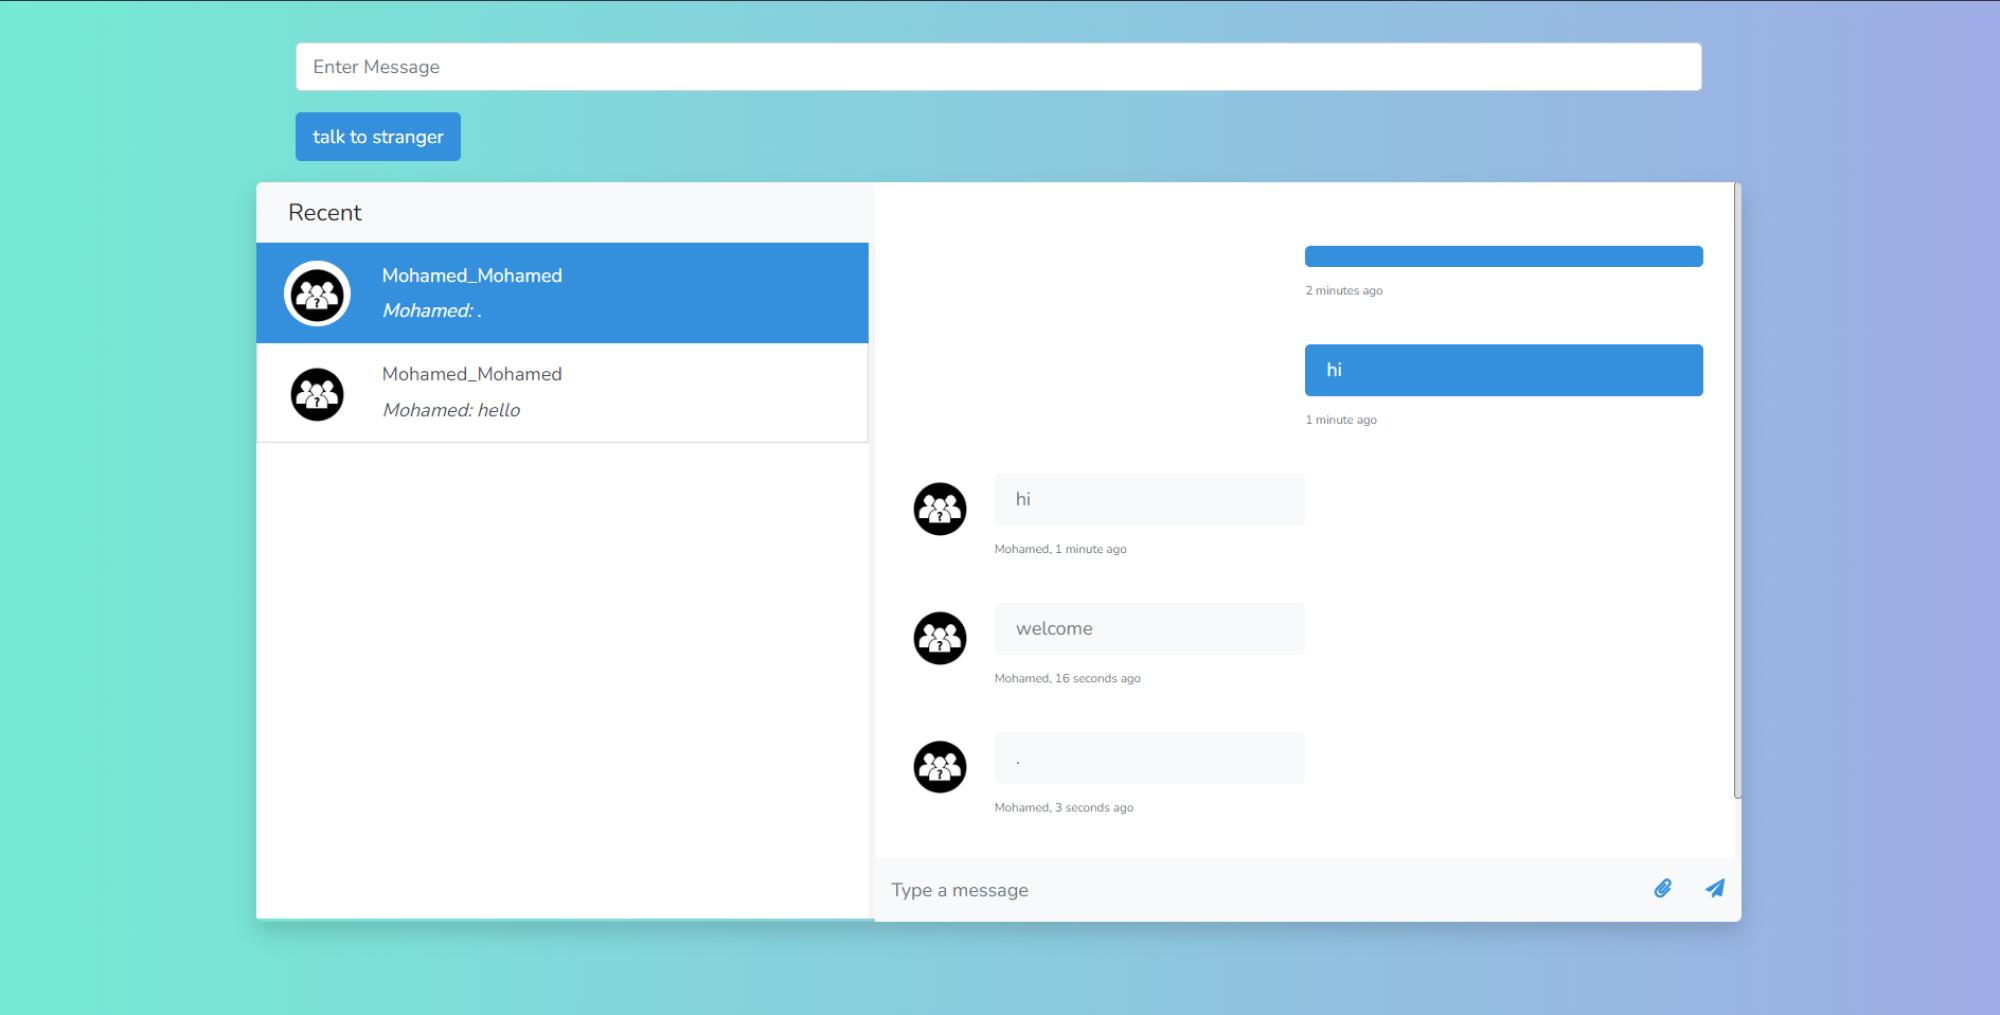 Enter Message
talk to stranger
Recent
Mohamed_Mohamed
Mohamed: .
Mohamed_Mohamed
Mohamed: hello
2 minutes ago
hi
1 minute ago
hi
Mohamed, 1 minute ago
welcome
Mohamed, 16 seconds ago
.
Mohamed, 3 seconds ago
Type a message